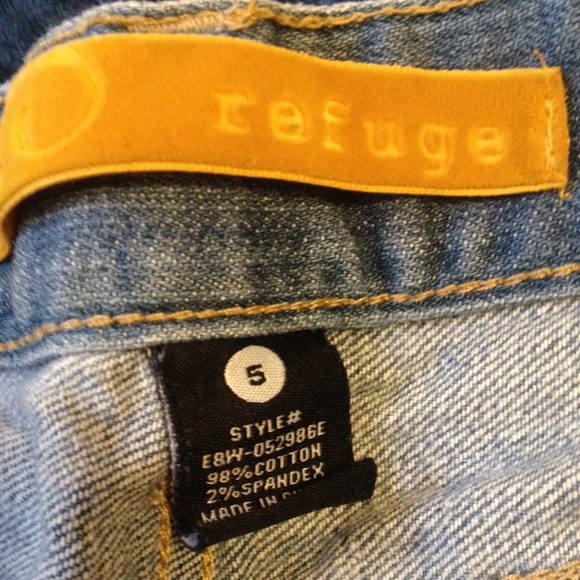 refuge
5
STYLE#
E8W-052986E
98%COTTON
2%SPANDEX
MADE IN